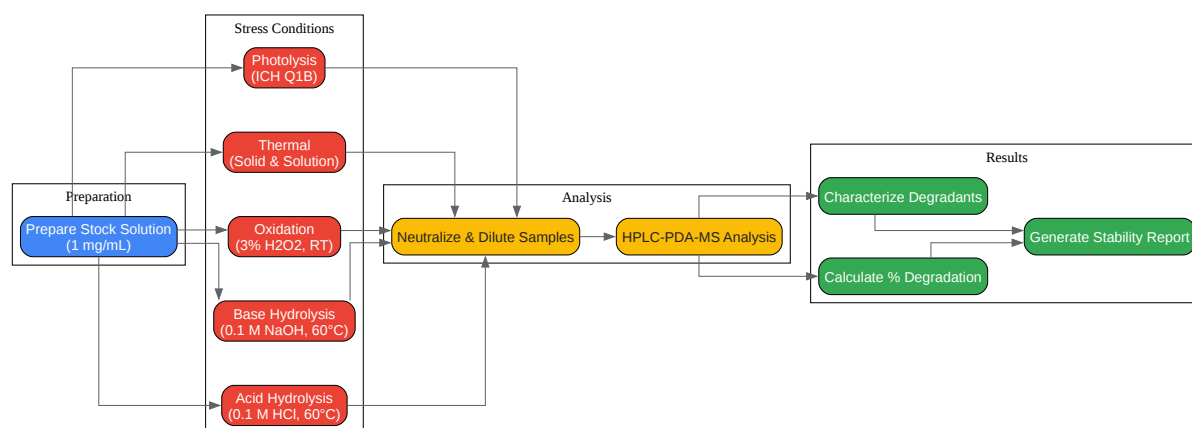 Stress Conditions
Photolysis
(ICH Q1B)
Thermal
(Solid & Solution)
Preparation
Prepare Stock Solution
(1 mg/mL)
Oxidation
(3% H2O2, RT)
Base Hydrolysis
(0.1 M NaOH, 60°C)
Acid Hydrolysis
(0.1 M HCl, 60°C)
Analysis
Neutralize & Dilute Samples
HPLC-PDA-MS Analysis
Results
Characterize Degradants
Calculate % Degradation
Generate Stability Report